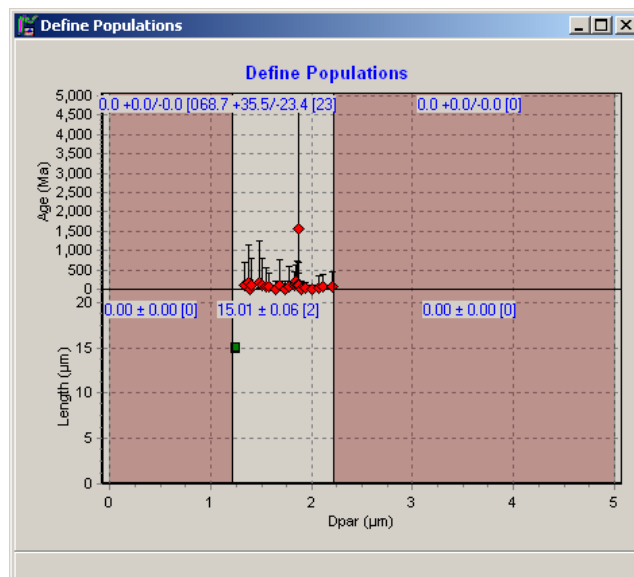 Define Populations
Define Populations
0.0 +0.0/-0.0 [0
68.7 +35.5/-23.4 [23]
0.0 +0.0/-0.0 [0]
5,000
4,500
4,000
3,500
3,000
2,500
2,000
1,500
1,000
500
0
Age (Ma)
0.00 ± 0.00 [0]
15.01 ± 0.06 [2]
0.00 ± 0.00 [0]
20
15
10
5
0
Length (µm)
0 1 2 3 4 5
Dpar (µm)